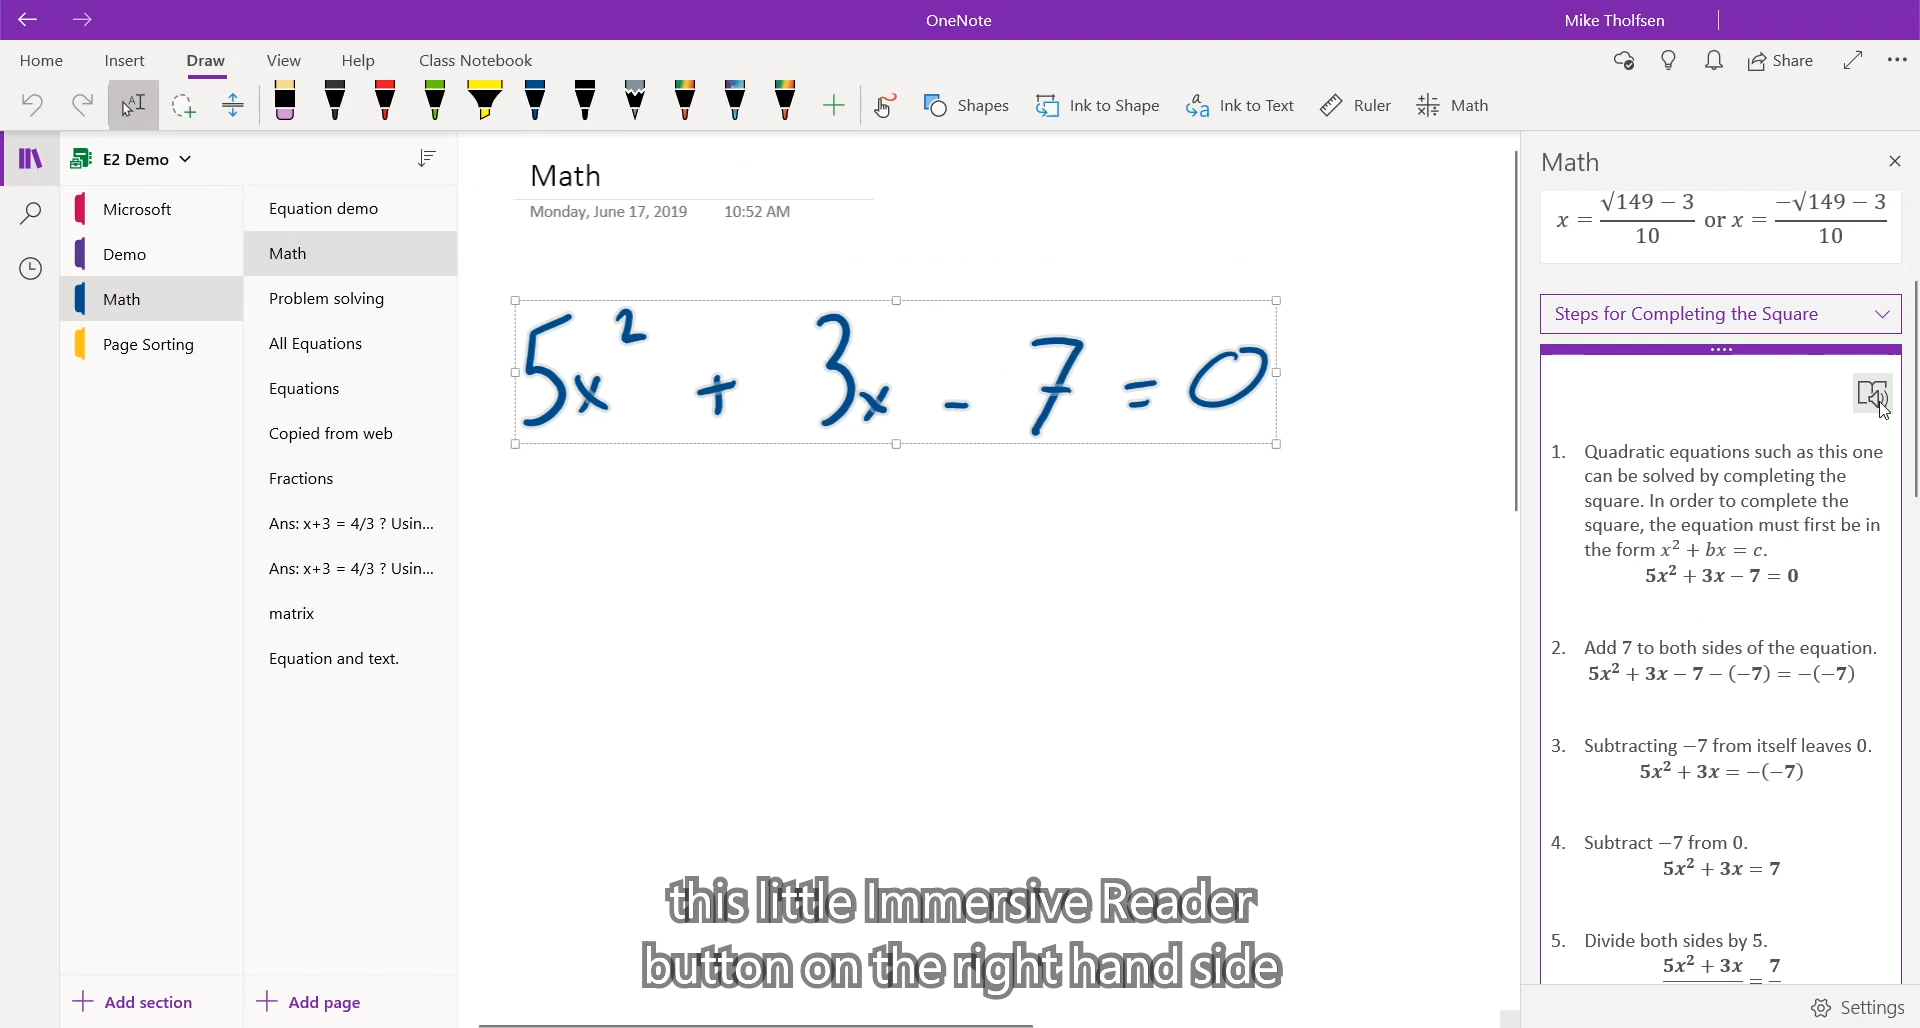 OneNote
Mike Tholfsen
Home Insert Draw View Help Class Notebook
Share
Shapes Ink to Shape Ink to Text Ruler Math
E2 Demo
Microsoft
Demo
Math
Page Sorting
Add section
Equation demo
Math
Problem solving
All Equations
Equations
Copied from web
Fractions
Ans: x+3 = 4/3 ? Usin...
Ans: x+3 = 4/3 ? Usin...
matrix
Equation and text.
Add page
Math
Monday, June 17, 2019 10:52 AM
5x² + 3x - 7 = 0
this little Immersive Reader
button on the right hand side
Math
x = (√149 − 3)/10 or x = (−√149 − 3)/10
Steps for Completing the Square
1. Quadratic equations such as this one
can be solved by completing the
square. In order to complete the
square, the equation must first be in
the form x² + bx = c.
5x² + 3x − 7 = 0
2. Add 7 to both sides of the equation.
5x² + 3x − 7 − (−7) = −(−7)
3. Subtracting −7 from itself leaves 0.
5x² + 3x = −(−7)
4. Subtract −7 from 0.
5x² + 3x = 7
5. Divide both sides by 5.
5x² + 3x = 7
Settings